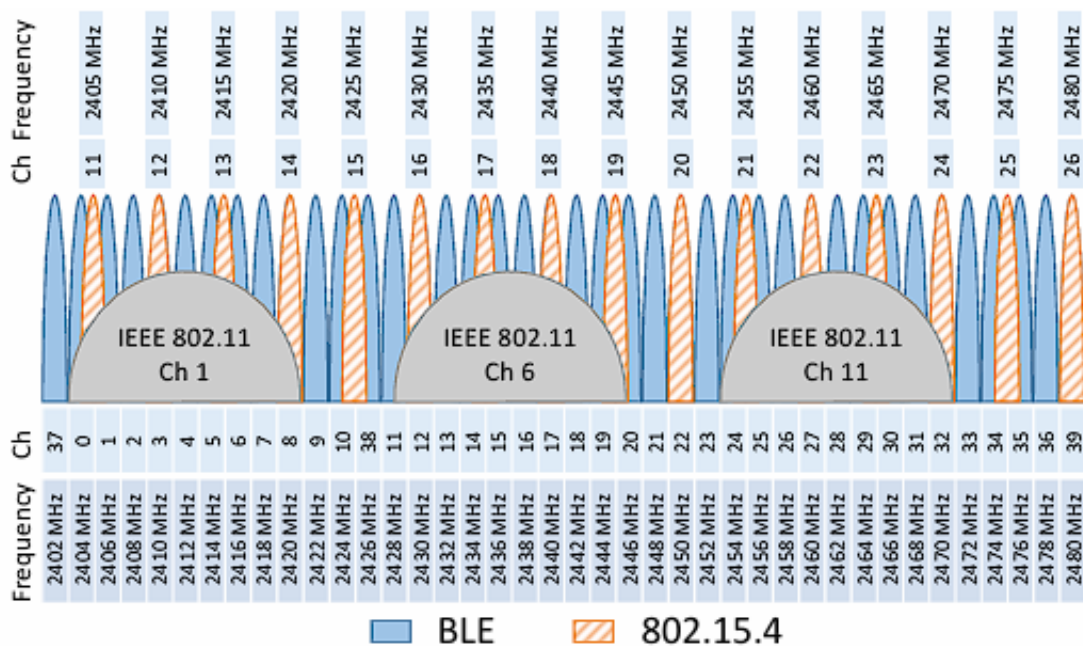 Frequency 2405 MHz 2410 MHz 2415 MHz 2420 MHz 2425 MHz 2430 MHz 2435 MHz 2440 MHz 2445 MHz 2450 MHz 2455 MHz 2460 MHz 2465 MHz 2470 MHz 2475 MHz 2480 MHz
Ch 11 12 13 14 15 16 17 18 19 20 21 22 23 24 25 26
IEEE 802.11 IEEE 802.11 IEEE 802.11
Ch 1 Ch 6 Ch 11
Ch 37 0 1 2 3 4 5 6 7 8 9 10 38 11 12 13 14 15 16 17 18 19 20 21 22 23 24 25 26 27 28 29 30 31 32 33 34 35 36 39
Frequency 2402 MHz 2404 MHz 2406 MHz 2408 MHz 2410 MHz 2412 MHz 2414 MHz 2416 MHz 2418 MHz 2420 MHz 2422 MHz 2424 MHz 2426 MHz 2428 MHz 2430 MHz 2432 MHz 2434 MHz 2436 MHz 2438 MHz 2440 MHz 2442 MHz 2444 MHz 2446 MHz 2448 MHz 2450 MHz 2452 MHz 2454 MHz 2456 MHz 2458 MHz 2460 MHz 2462 MHz 2464 MHz 2466 MHz 2468 MHz 2470 MHz 2472 MHz 2474 MHz 2476 MHz 2478 MHz 2480 MHz
BLE 802.15.4